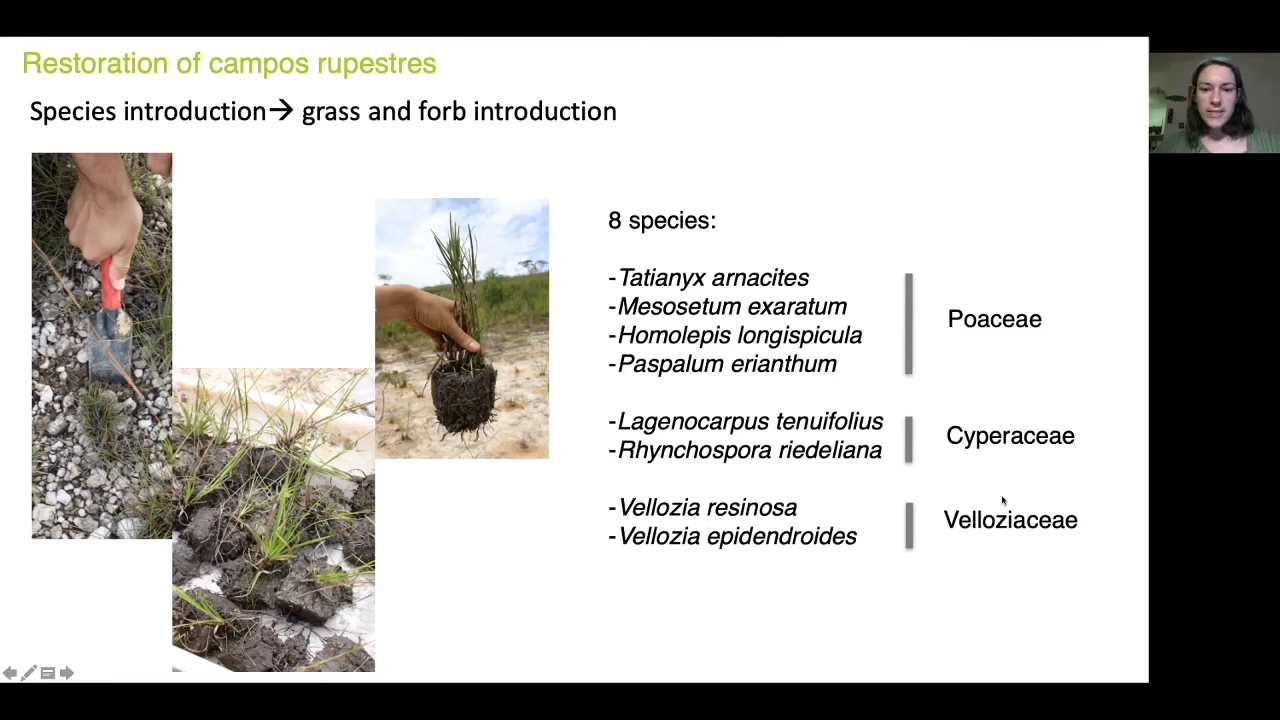 Restoration of campos rupestres
Species introduction→ grass and forb introduction
8 species:
-Tatianyx arnacites
-Mesosetum exaratum
-Homolepis longispicula
-Paspalum erianthum
Poaceae
-Lagenocarpus tenuifolius
-Rhynchospora riedeliana
Cyperaceae
-Vellozia resinosa
-Vellozia epidendroides
Velloziaceae